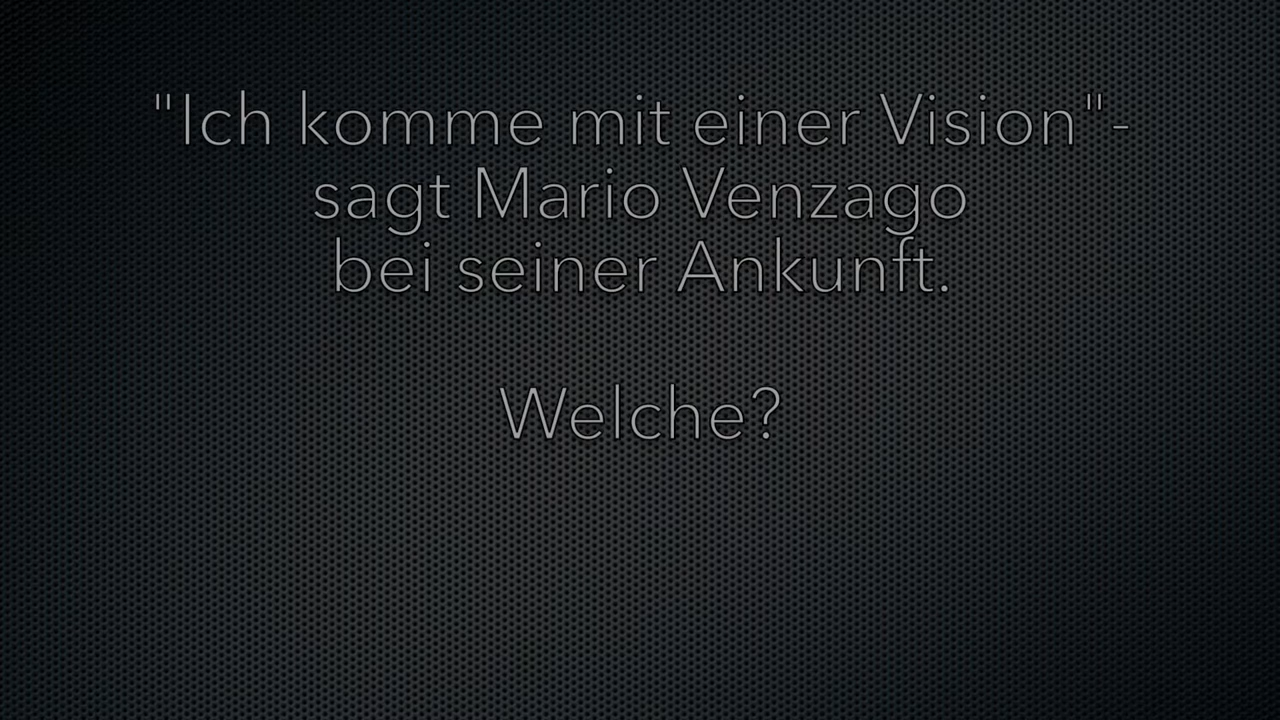 "Ich komme mit einer Vision"-
sagt Mario Venzago
bei seiner Ankunft.
Welche?